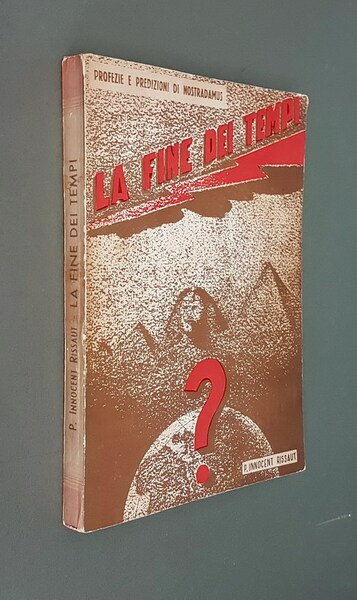 PROFEZIE E PREDIZIONI DI NOSTRADAMUS
LA FINE DEI TEMPI
?
P. INNOCENT RISSAUT
P. INNOCENT RISSAUT - LA FINE DEI TEMPI